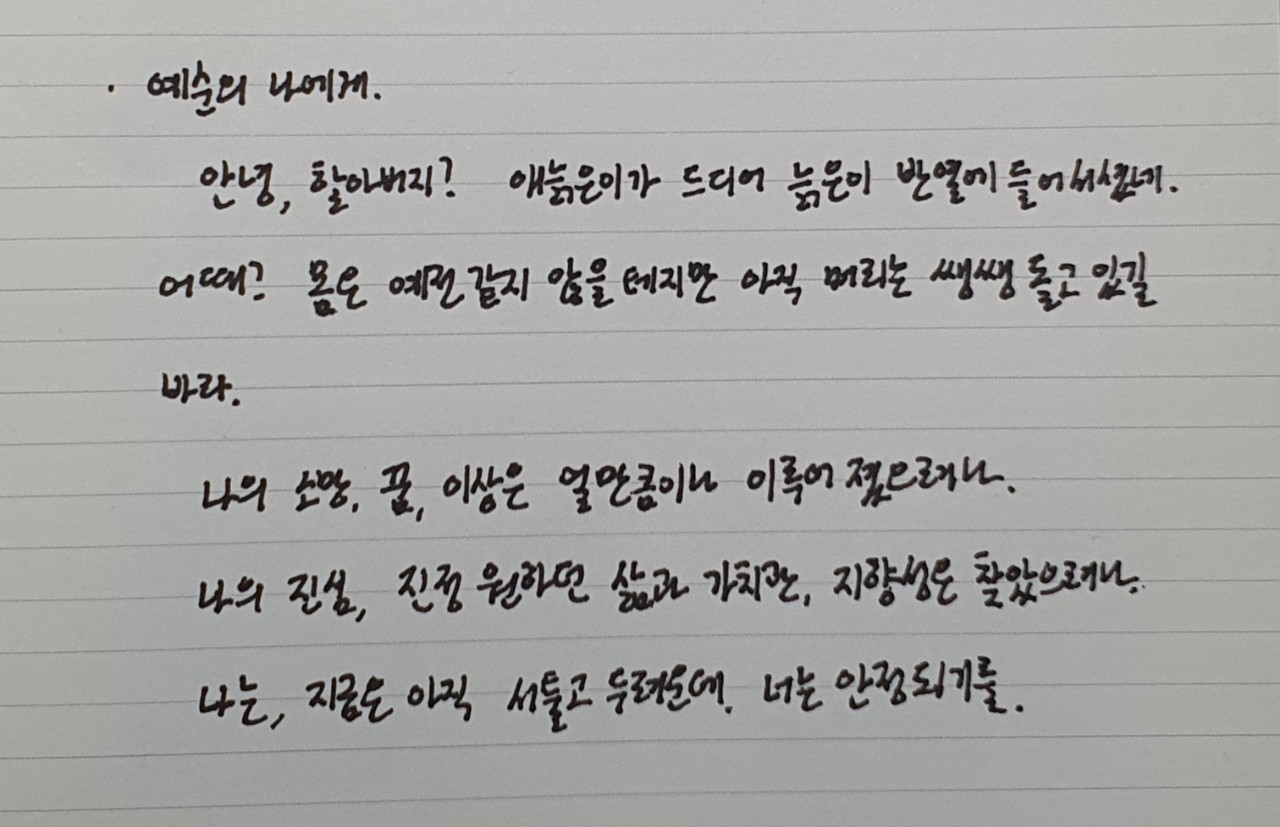 · 예순의 나에게.
안녕, 할아버지? 애늙은이가 드디어 늙은이 반열에 들어서셨네.
어때? 몸은 예전 같지 않을 테지만 아직 머리는 쌩쌩 돌고 있길
바라.
나의 소망, 꿈, 이상은 얼만큼이나 이루어 졌으려나.
나의 진심, 진정 원하던 삶과 가치관, 지향성은 찾았으려나.
나는, 지금은 아직 서툴고 두려운데. 너는 안정되기를.